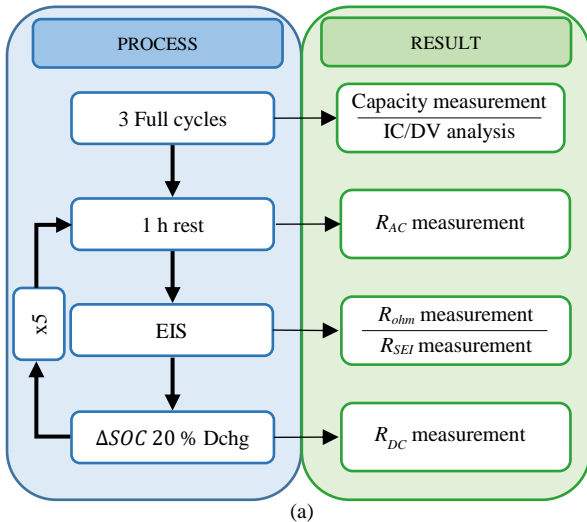 PROCESS
RESULT
3 Full cycles
Capacity measurement
IC/DV analysis
1 h rest
R_AC measurement
x5
EIS
R_ohm measurement
R_SEI measurement
ΔSOC 20 % Dchg
R_DC measurement
(a)